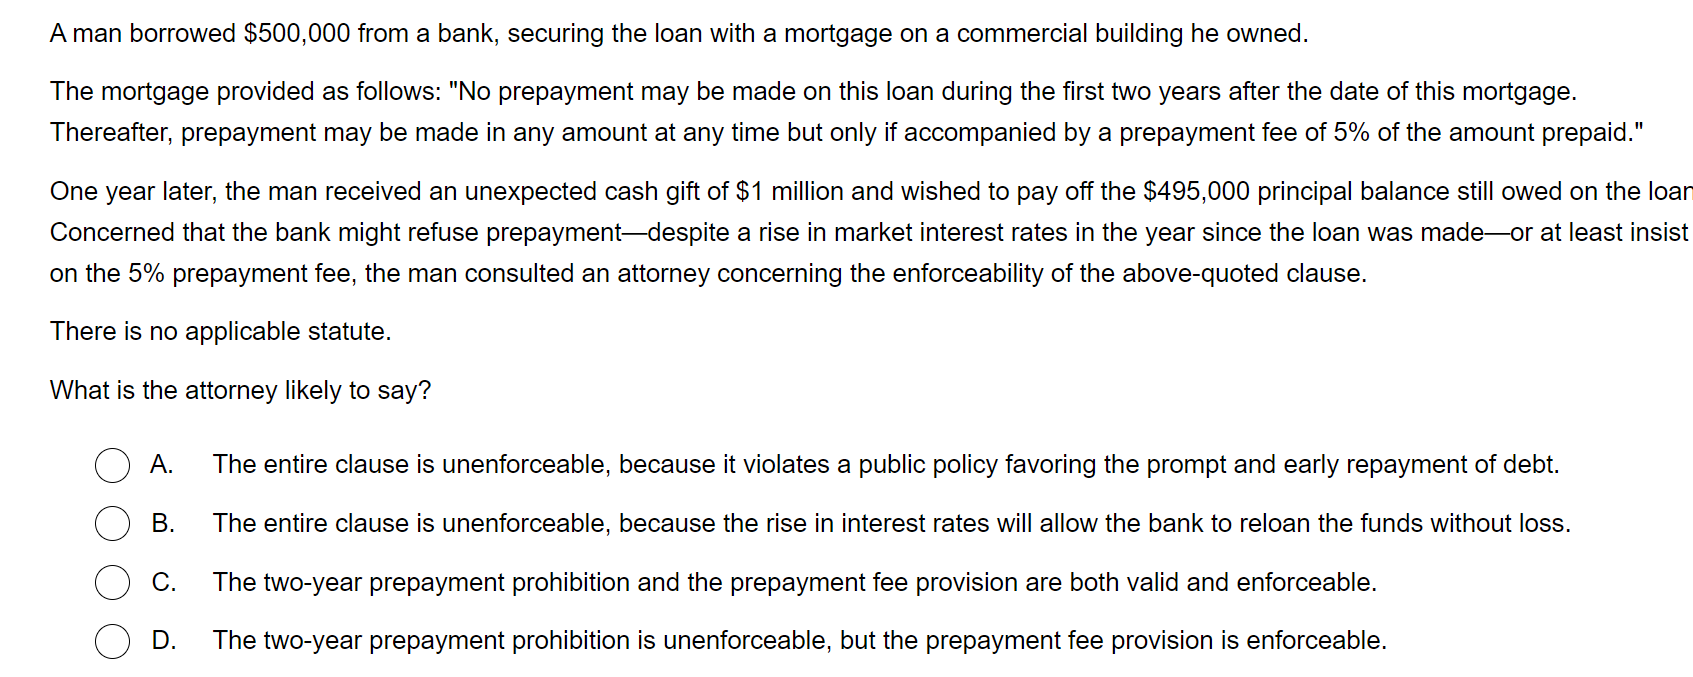 A man borrowed $500,000 from a bank, securing the loan with a mortgage on a commercial building he owned.
The mortgage provided as follows: "No prepayment may be made on this loan during the first two years after the date of this mortgage.
Thereafter, prepayment may be made in any amount at any time but only if accompanied by a prepayment fee of 5% of the amount prepaid."
One year later, the man received an unexpected cash gift of $1 million and wished to pay off the $495,000 principal balance still owed on the loan
Concerned that the bank might refuse prepayment—despite a rise in market interest rates in the year since the loan was made—or at least insist
on the 5% prepayment fee, the man consulted an attorney concerning the enforceability of the above-quoted clause.
There is no applicable statute.
What is the attorney likely to say?
A. The entire clause is unenforceable, because it violates a public policy favoring the prompt and early repayment of debt.
B. The entire clause is unenforceable, because the rise in interest rates will allow the bank to reloan the funds without loss.
C. The two-year prepayment prohibition and the prepayment fee provision are both valid and enforceable.
D. The two-year prepayment prohibition is unenforceable, but the prepayment fee provision is enforceable.